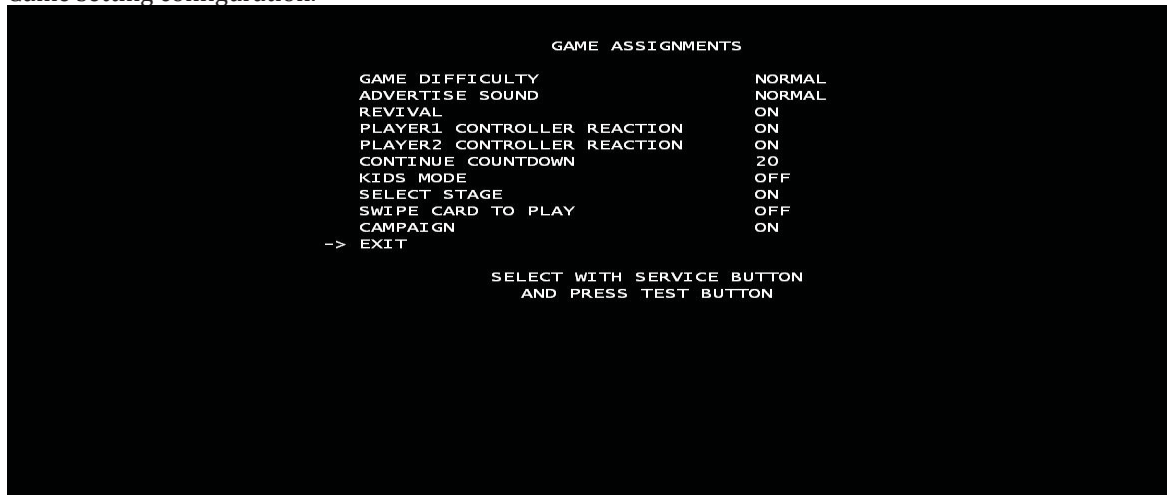 Game setting configuration.
GAME ASSIGNMENTS
GAME DIFFICULTY NORMAL
ADVERTISE SOUND NORMAL
REVIVAL ON
PLAYER1 CONTROLLER REACTION ON
PLAYER2 CONTROLLER REACTION ON
CONTINUE COUNTDOWN 20
KIDS MODE OFF
SELECT STAGE ON
SWIPE CARD TO PLAY OFF
CAMPAIGN ON
-> EXIT
SELECT WITH SERVICE BUTTON
AND PRESS TEST BUTTON